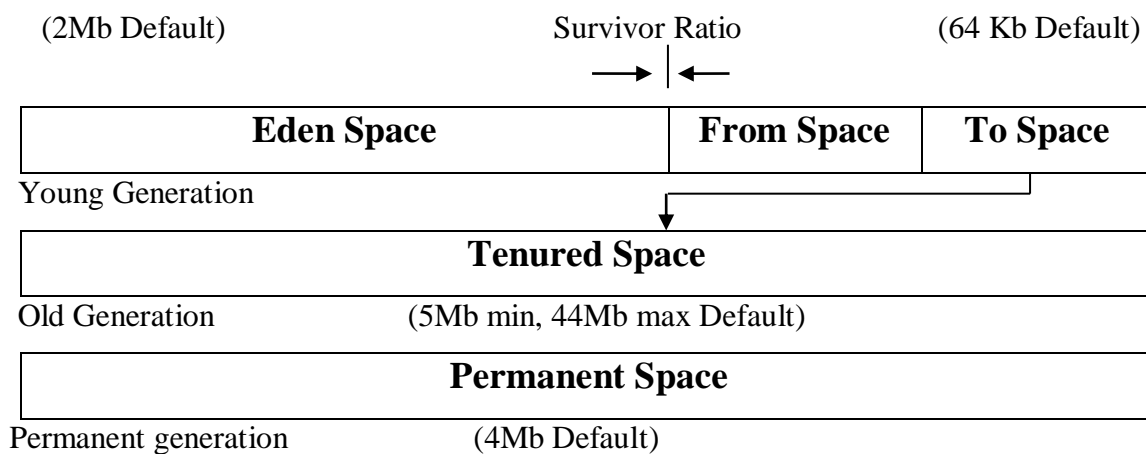 (2Mb Default) Survivor Ratio (64 Kb Default)
Eden Space From Space To Space
Young Generation
Tenured Space
Old Generation (5Mb min, 44Mb max Default)
Permanent Space
Permanent generation (4Mb Default)